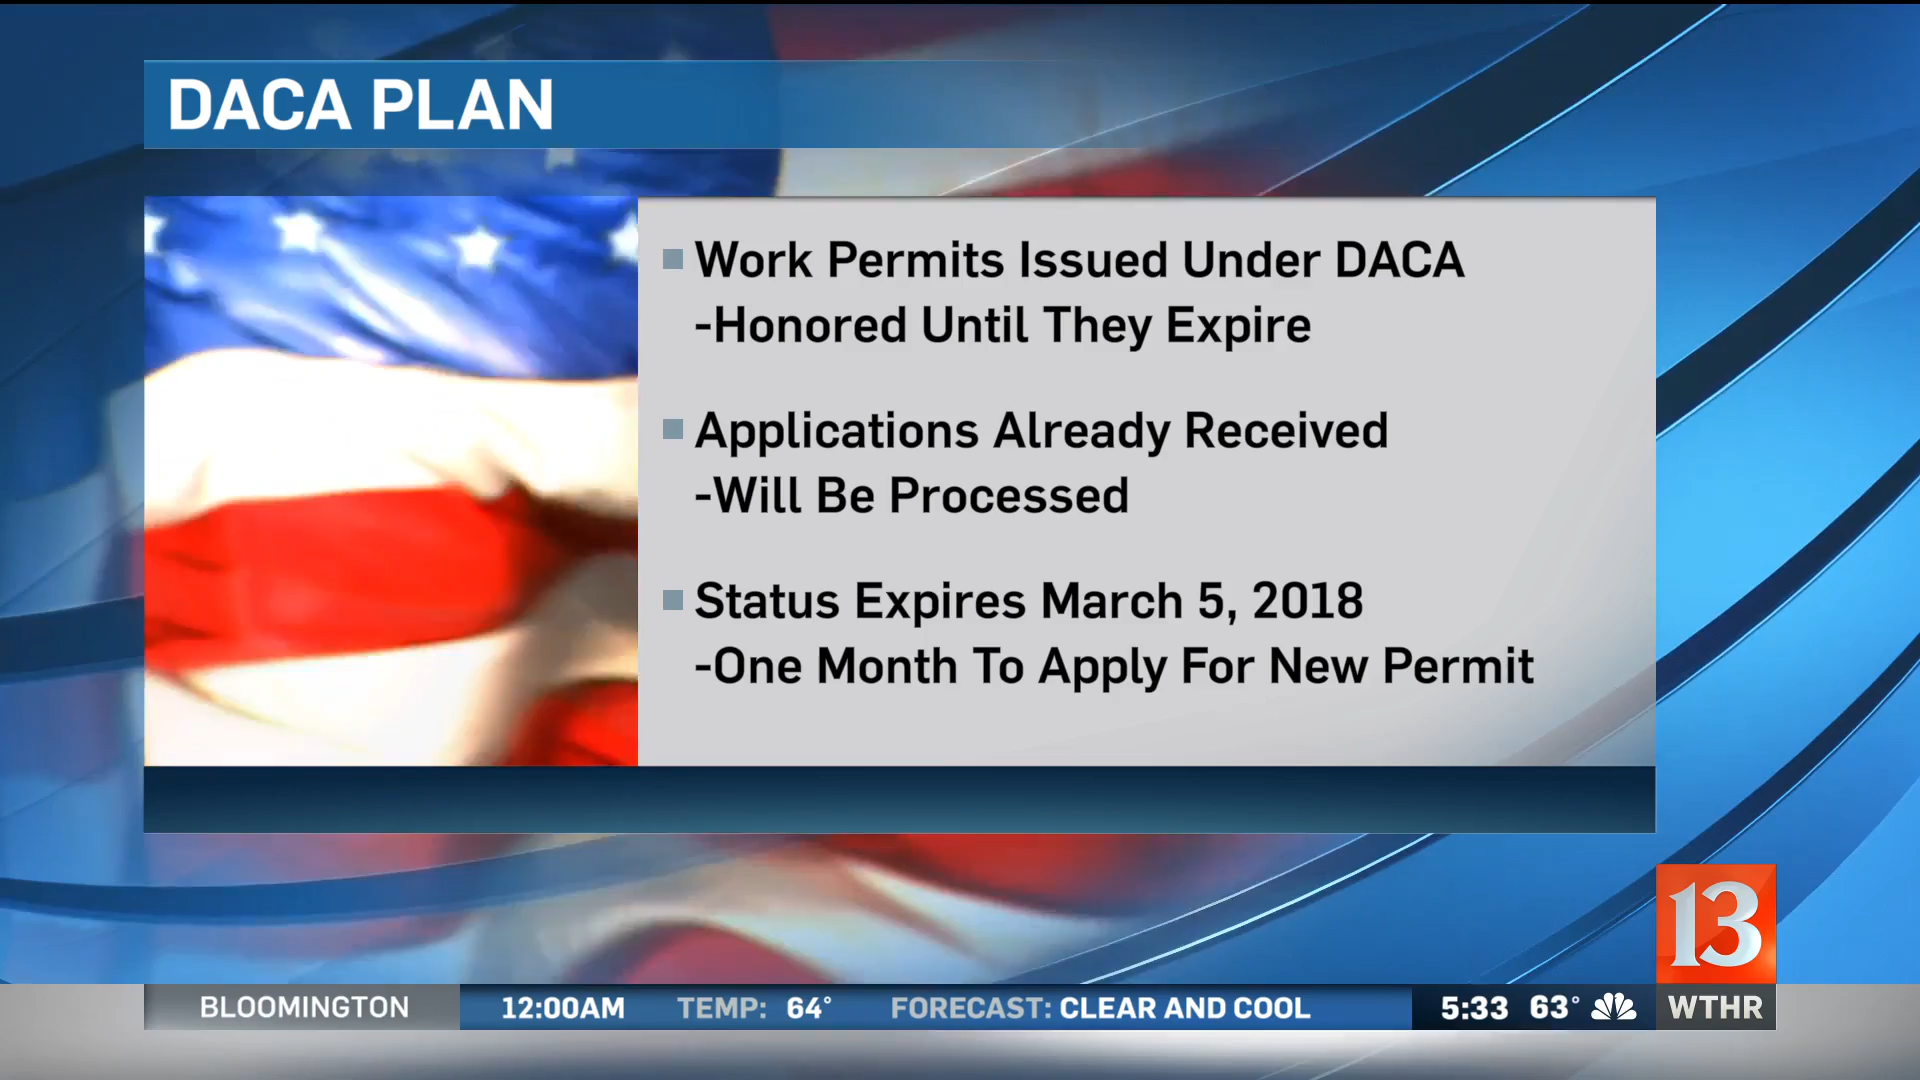 DACA PLAN
Work Permits Issued Under DACA
-Honored Until They Expire
Applications Already Received
-Will Be Processed
Status Expires March 5, 2018
-One Month To Apply For New Permit
13
BLOOMINGTON 12:00AM TEMP: 64° FORECAST: CLEAR AND COOL 5:33 63° WTHR